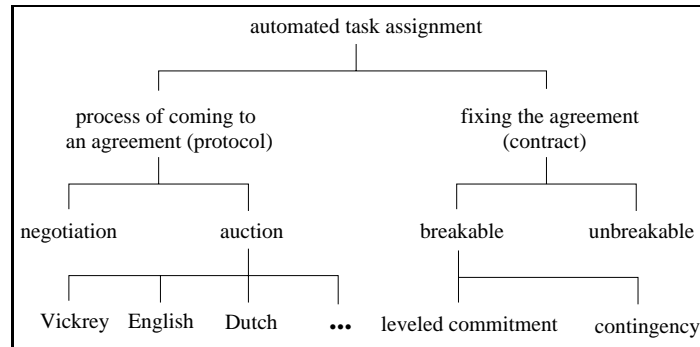 automated task assignment
process of coming to
an agreement (protocol)
fixing the agreement
(contract)
negotiation
auction
breakable
unbreakable
Vickrey
English
Dutch
...
leveled commitment
contingency